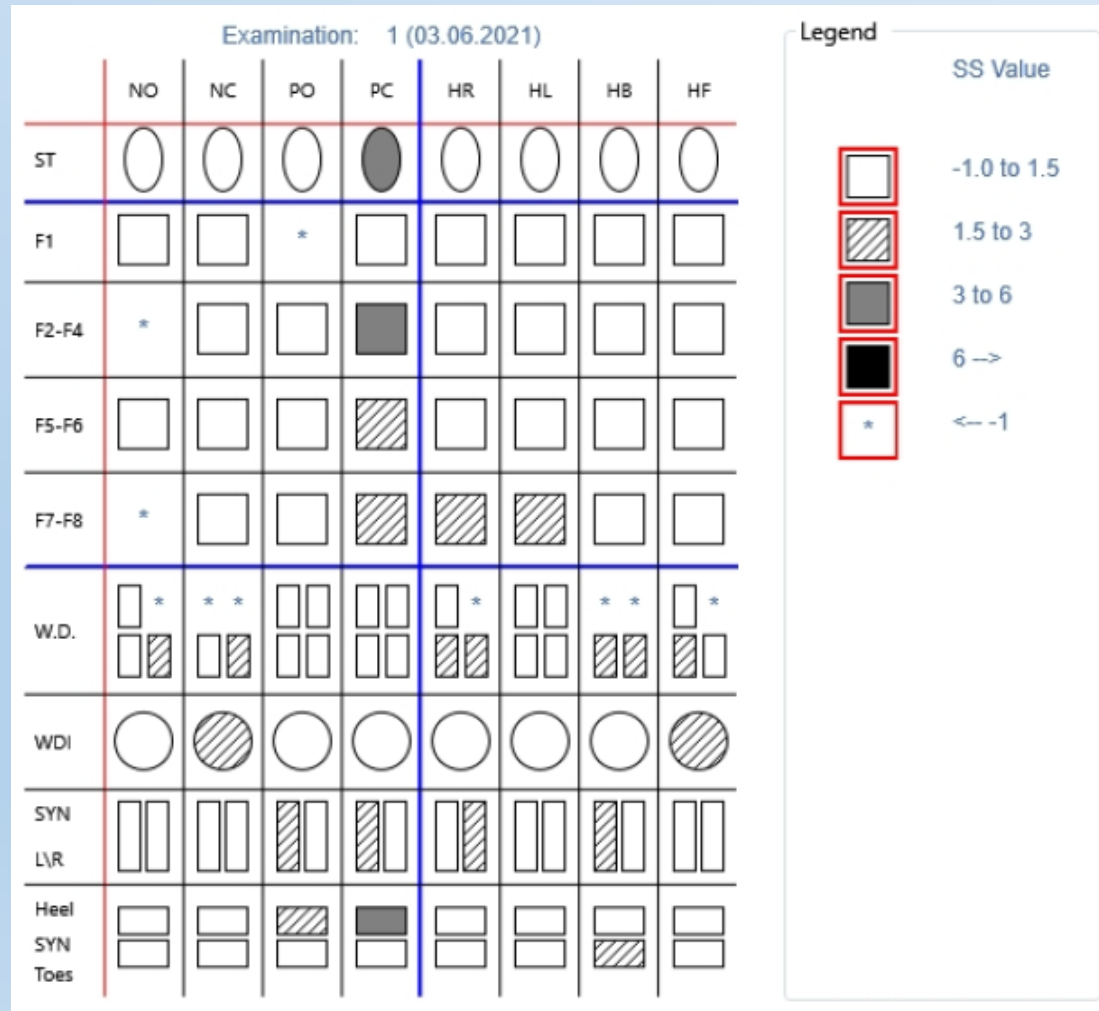 Examination: 1 (03.06.2021)
NO NC PO PC HR HL HB HF
ST
F1 *
F2-F4 *
F5-F6
F7-F8 *
* * * * * * *
W.D.
WDI
SYN
L\R
Heel
SYN
Toes
Legend
SS Value
-1.0 to 1.5
1.5 to 3
3 to 6
6 -->
* <-- -1